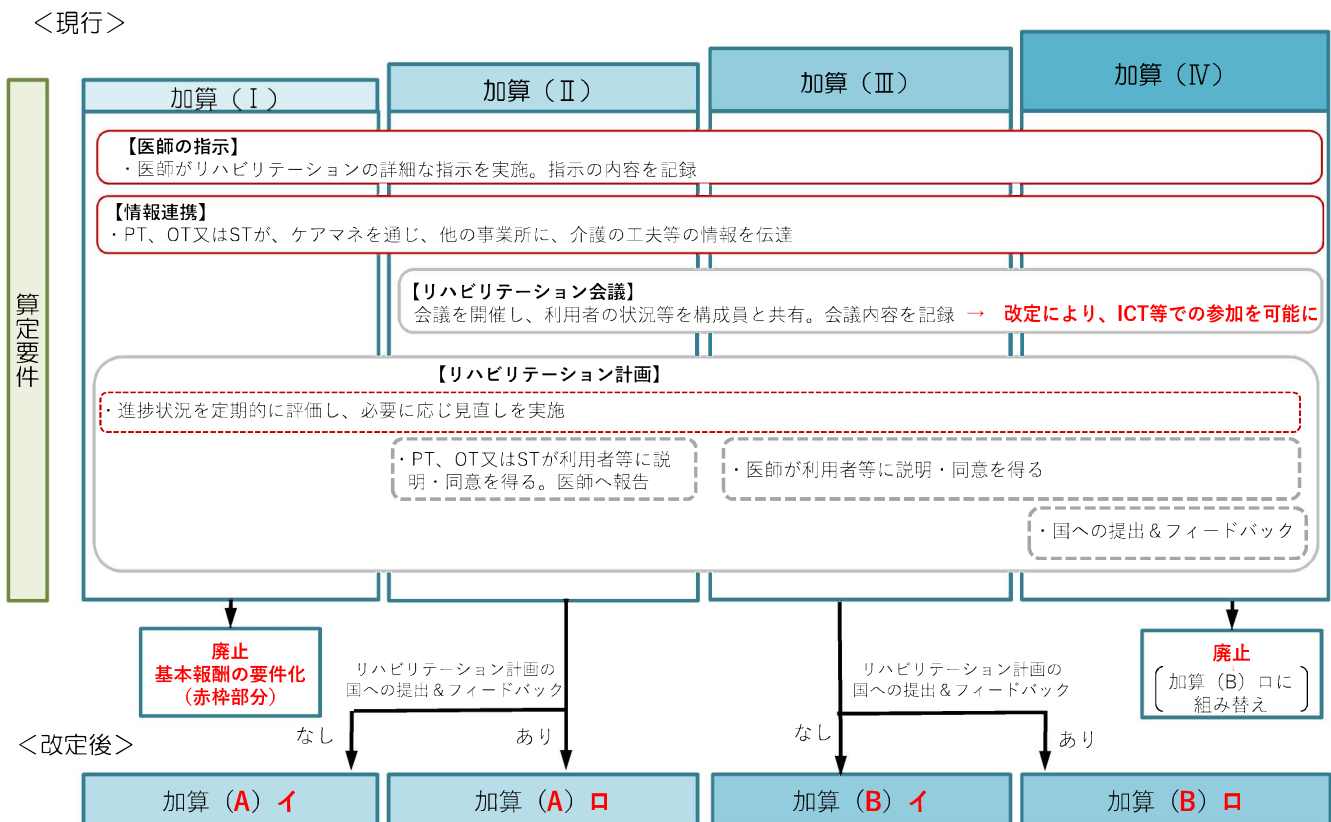 ＜現行＞
加算（Ⅰ）
加算（Ⅱ）
加算（Ⅲ）
加算（Ⅳ）
算定要件
【医師の指示】
・医師がリハビリテーションの詳細な指示を実施。指示の内容を記録
【情報連携】
・PT、OT又はSTが、ケアマネを通じ、他の事業所に、介護の工夫等の情報を伝達
【リハビリテーション会議】
会議を開催し、利用者の状況等を構成員と共有。会議内容を記録 → 改定により、ICT等での参加を可能に
【リハビリテーション計画】
・進捗状況を定期的に評価し、必要に応じ見直しを実施
・PT、OT又はSTが利用者等に説
明・同意を得る。医師へ報告
・医師が利用者等に説明・同意を得る
・国への提出＆フィードバック
廃止
基本報酬の要件化
（赤枠部分）
リハビリテーション計画の
国への提出＆フィードバック
なし
あり
リハビリテーション計画の
国への提出＆フィードバック
なし
あり
廃止
加算（B）ロに
組み替え
＜改定後＞
加算（A）イ
加算（A）ロ
加算（B）イ
加算（B）ロ